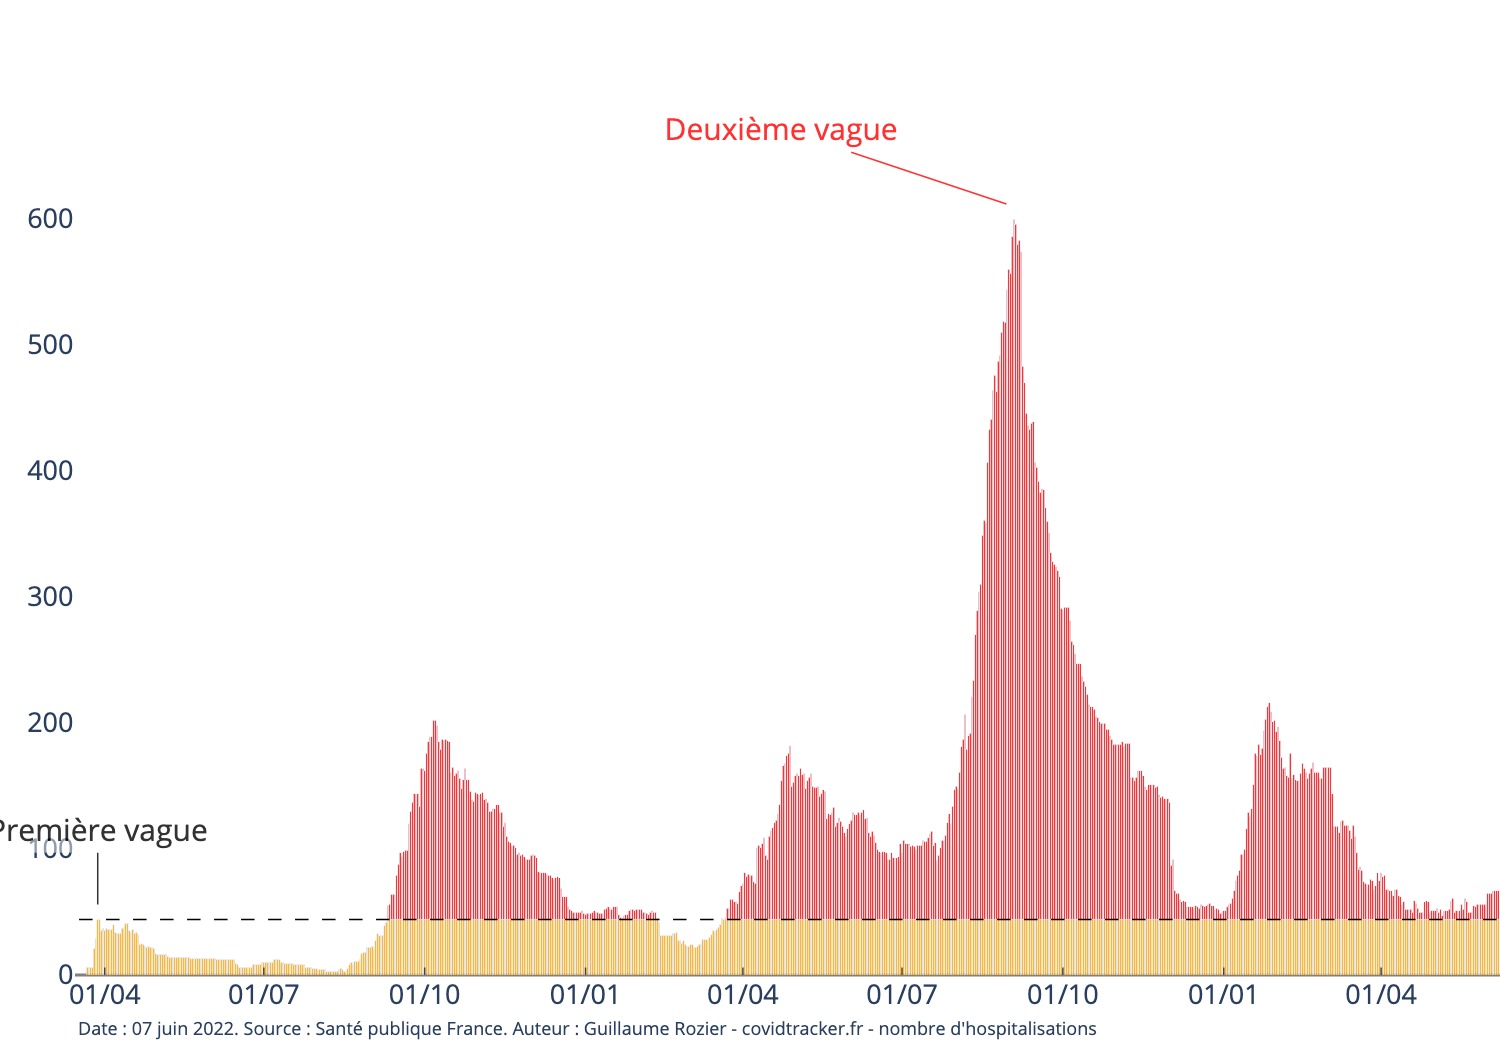 Deuxième vague
600
500
400
300
200
Première vague
100
0
01/04 01/07 01/10 01/01 01/04 01/07 01/10 01/01 01/04
Date : 07 juin 2022. Source : Santé publique France. Auteur : Guillaume Rozier - covidtracker.fr - nombre d'hospitalisations